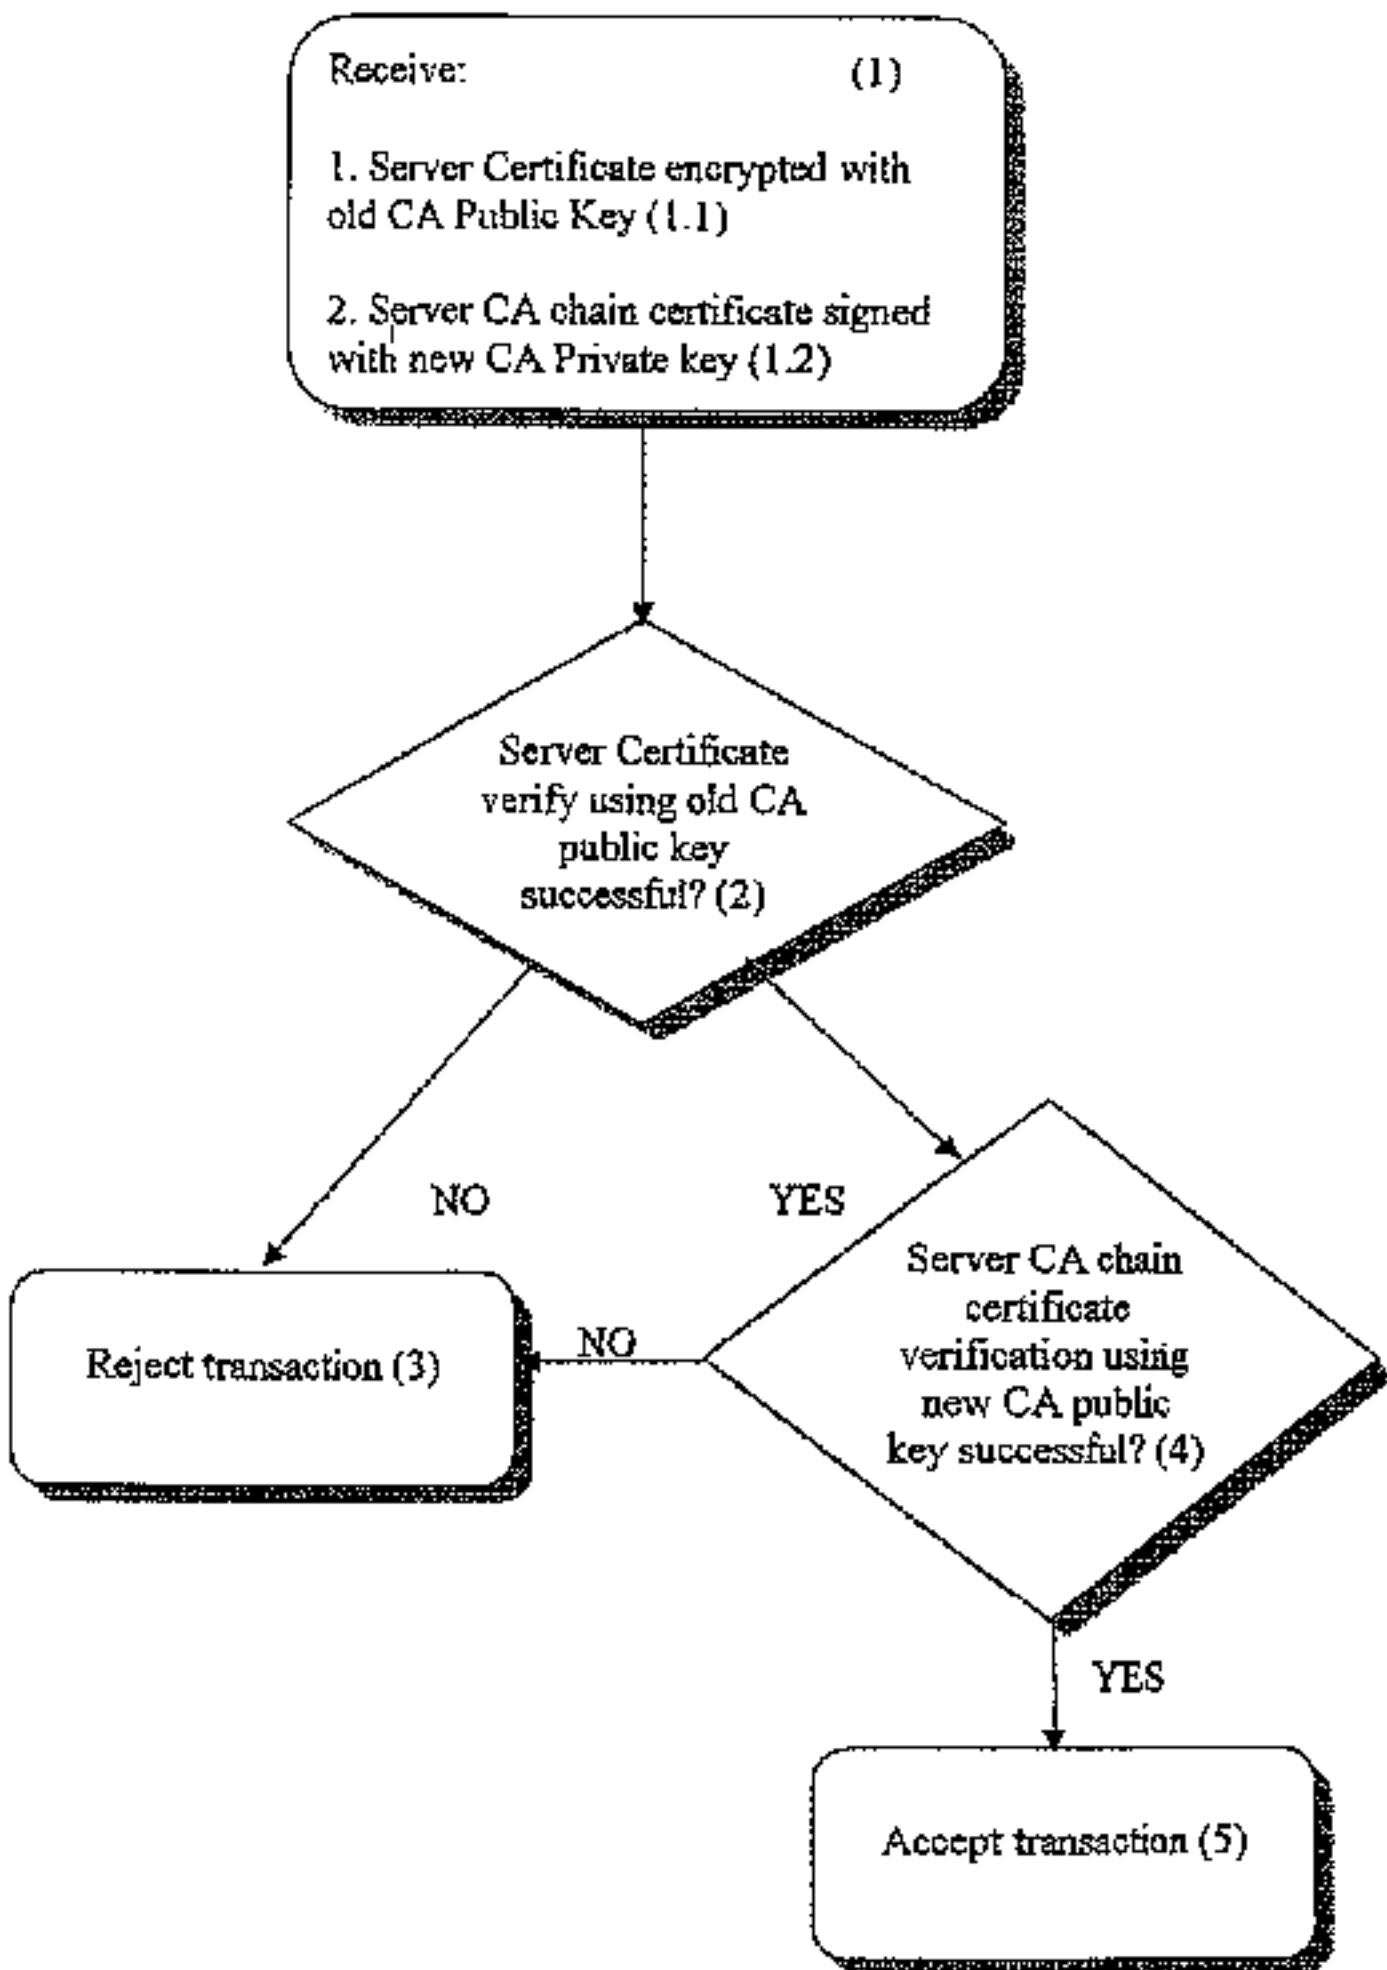 Receive: (1)
1. Server Certificate encrypted with
old CA Public Key (1.1)
2. Server CA chain certificate signed
with new CA Private key (1.2)
Server Certificate
verify using old CA
public key
successful? (2)
NO
YES
Server CA chain
certificate
verification using
new CA public
key successful? (4)
NO
Reject transaction (3)
YES
Accept transaction (5)